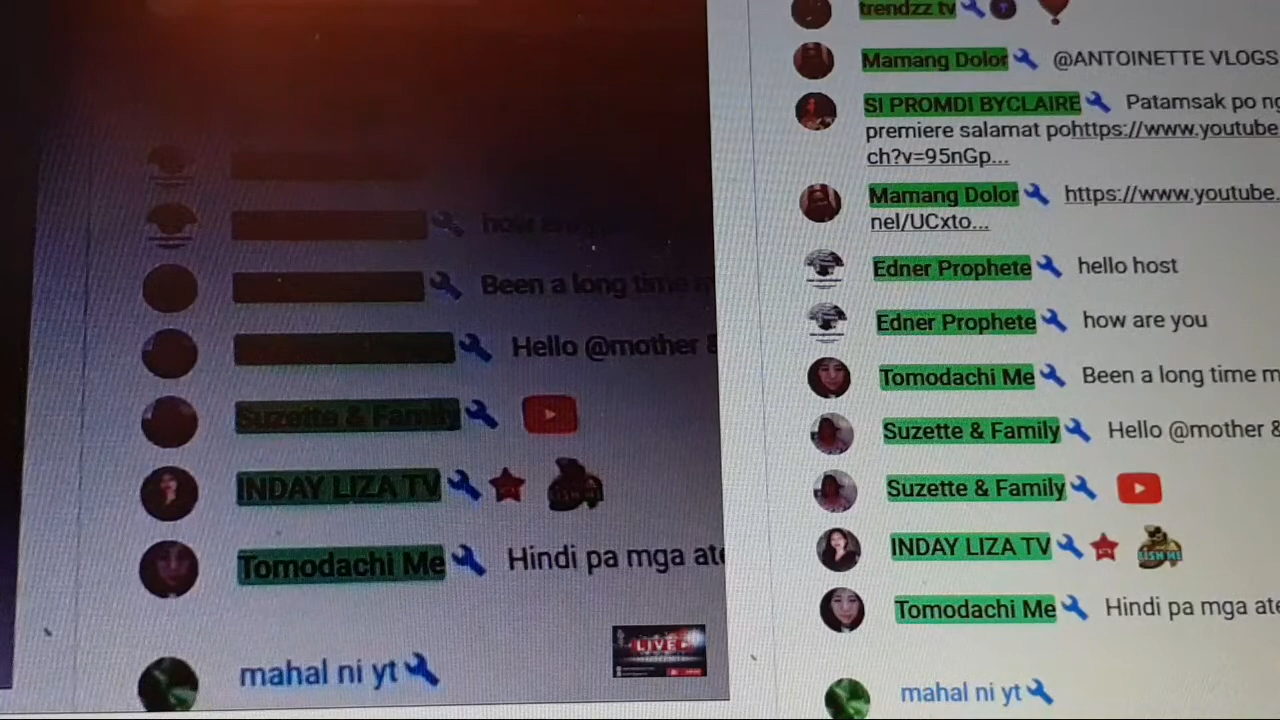 how
Been a long time
Hello @mother &
Suzette & Family
INDAY LIZA TV
Tomodachi Me Hindi pa mga ate
LIVE
mahal ni yt
trendzz tv
Mamang Dolor @ANTOINETTE VLOGS
SI PROMDI BYCLAIRE Patamsak po ng
premiere salamat pohttps://www.youtube
ch?v=95nGp...
Mamang Dolor https://www.youtube.
nel/UCxto...
Edner Prophete hello host
Edner Prophete how are you
Tomodachi Me Been a long time m
Suzette & Family Hello @mother &
Suzette & Family
INDAY LIZA TV
Tomodachi Me Hindi pa mga ate
mahal ni yt